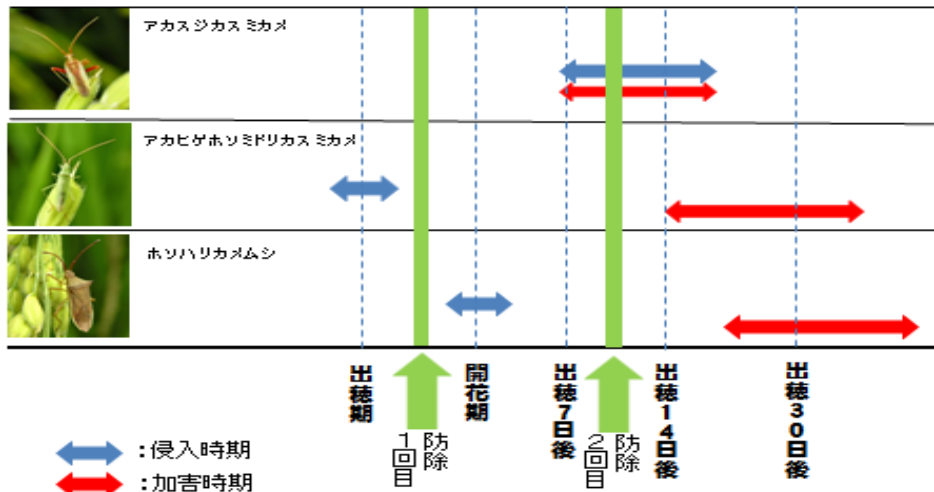 アカスジカスミカメ
アカヒゲホソミドリカスミカメ
ホソハリカメムシ
出穂期
防除
1回目
開花期
出穂7日後
防除
2回目
出穂14日後
出穂30日後
:侵入時期
:加害時期